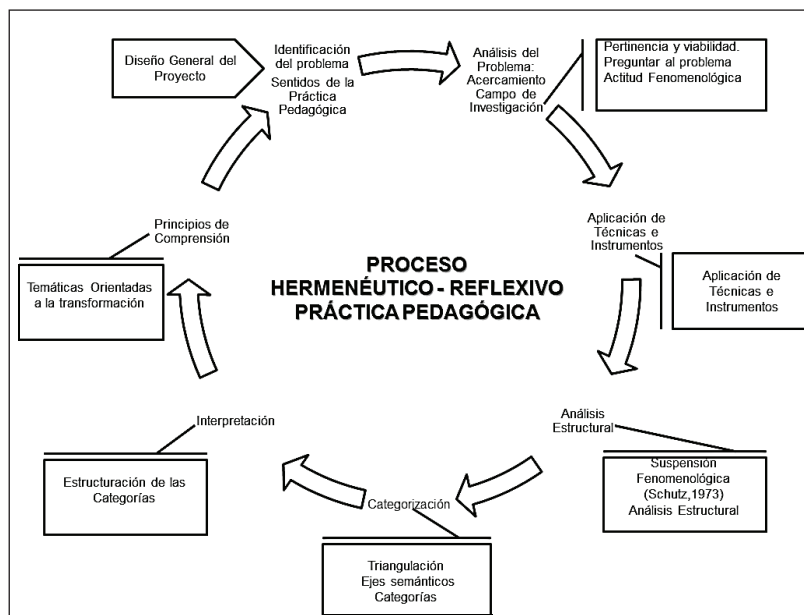 Diseño General del
Proyecto
Identificación
del problema
Sentidos de la
Práctica
Pedagógica
Análisis del
Problema:
Acercamiento
Campo de
Investigación
Pertinencia y viabilidad.
Preguntar al problema
Actitud Fenomenológica
Aplicación de
Técnicas e
Instrumentos
Aplicación de
Técnicas e
Instrumentos
PROCESO
HERMENÉUTICO - REFLEXIVO
PRÁCTICA PEDAGÓGICA
Principios de
Comprensión
Temáticas Orientadas
a la transformación
Análisis
Estructural
Suspensión
Fenomenológica
(Schutz,1973)
Análisis Estructural
Categorización
Triangulación
Ejes semánticos
Categorías
Interpretación
Estructuración de las
Categorías